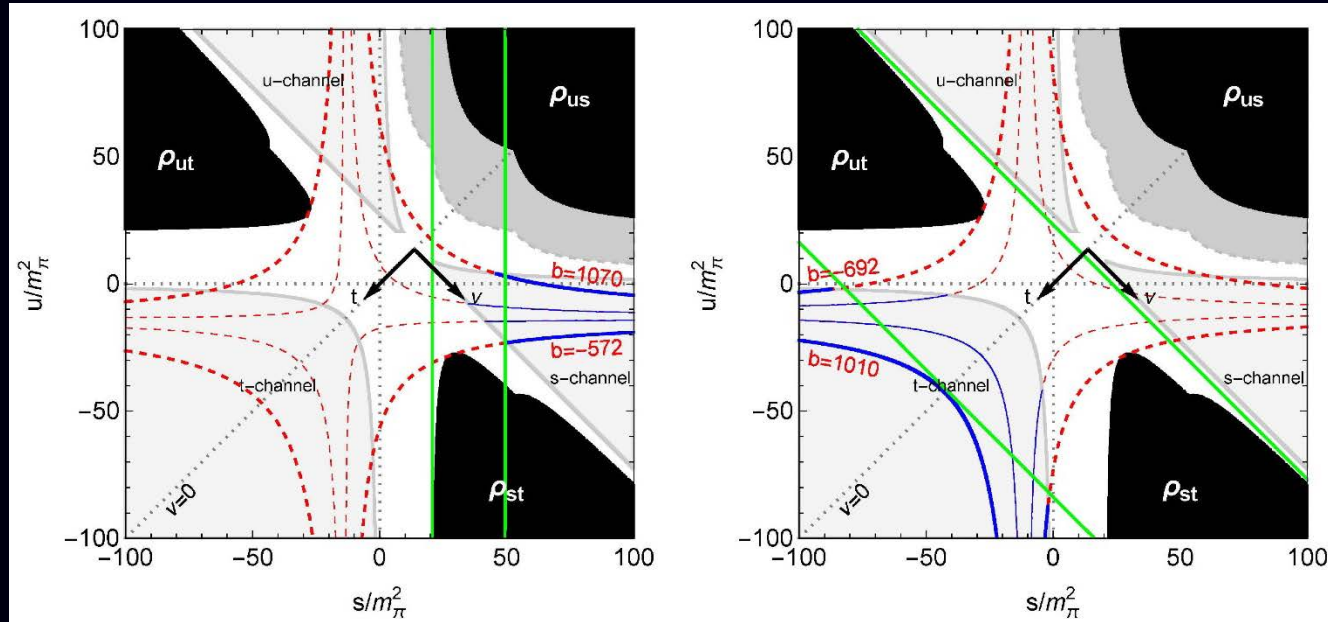 100
50
0
−50
−100
u/m²π
−100
−50
0
50
100
s/m²π
u−channel
ρus
ρut
b=1070
t
ν
b=−572
s−channel
t−channel
ρst
ν=0
100
50
0
−50
−100
u/m²π
−100
−50
0
50
100
s/m²π
u−channel
ρus
ρut
b=−692
t
ν
b=1010
s−channel
t−channel
ρst
ν=0